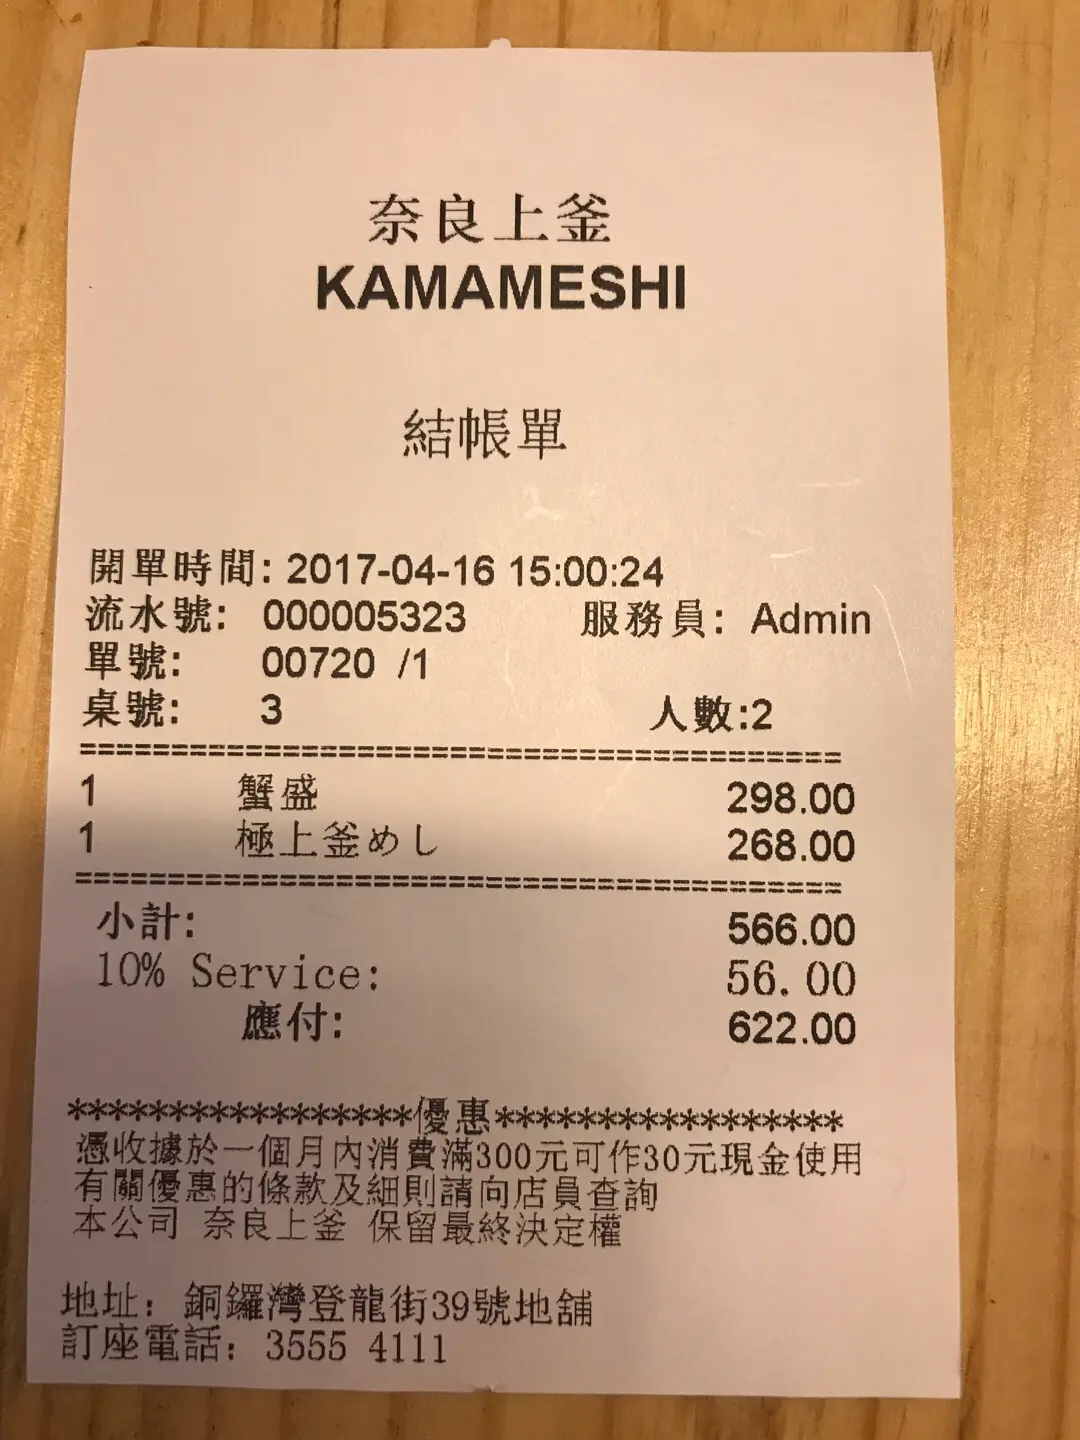 奈良上釜
KAMAMESHI
結帳單
開單時間: 2017-04-16 15:00:24
流水號: 000005323 服務員: Admin
單號: 00720 /1
桌號: 3 人數:2
==========================================
1 蟹盛 298.00
1 極上釜めし 268.00
==========================================
小計: 566.00
10% Service: 56.00
應付: 622.00
*****************優惠*****************
憑收據於一個月內消費滿300元可作30元現金使用
有關優惠的條款及細則請向店員查詢
本公司 奈良上釜 保留最終決定權
地址: 銅鑼灣登龍街39號地舖
訂座電話: 3555 4111